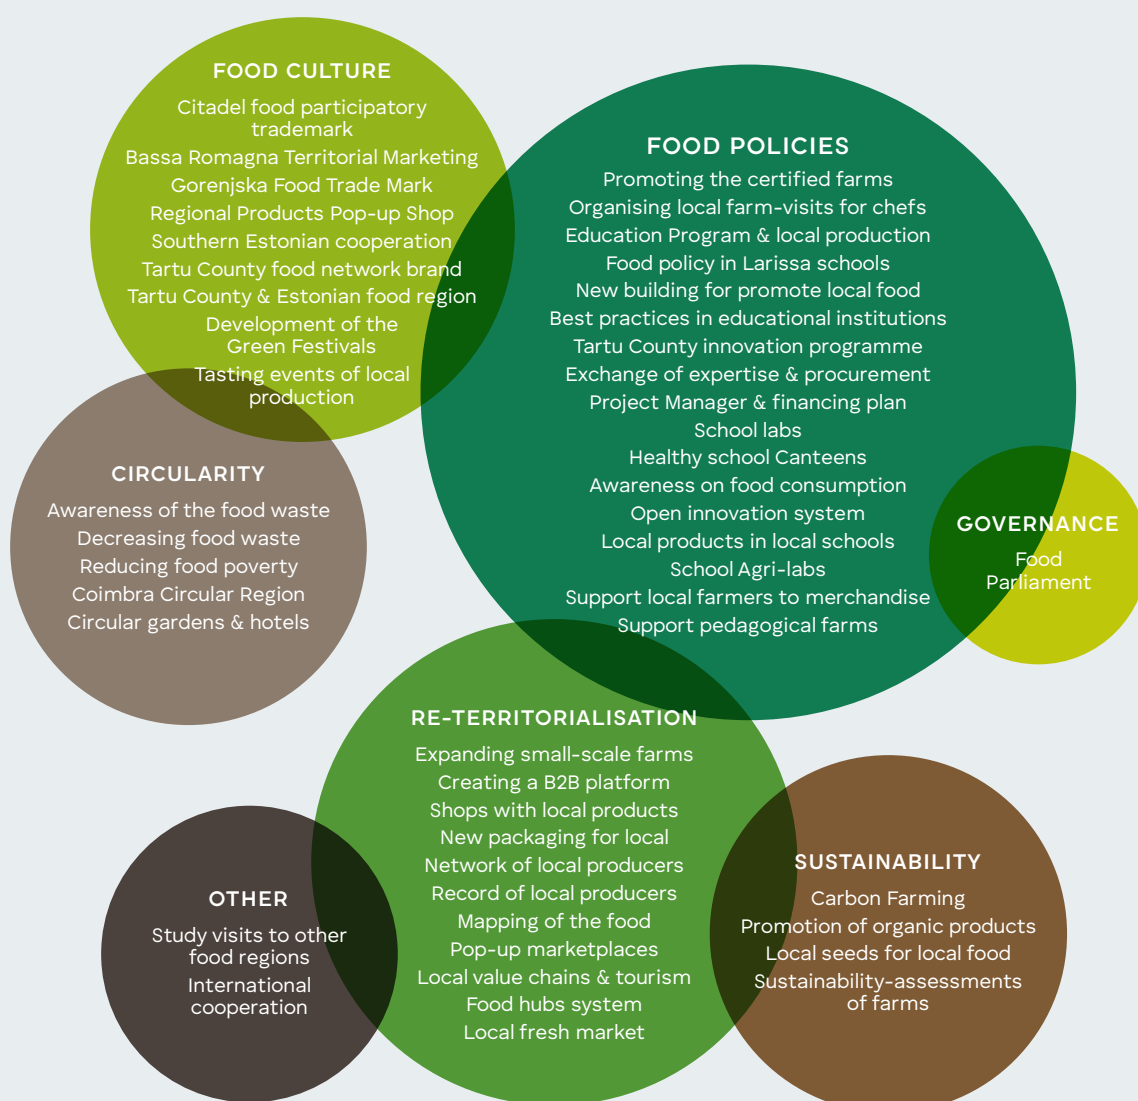 FOOD CULTURE
Citadel food participatory
trademark
Bassa Romagna Territorial Marketing
Gorenjska Food Trade Mark
Regional Products Pop-up Shop
Southern Estonian cooperation
Tartu County food network brand
Tartu County & Estonian food region
Development of the
Green Festivals
Tasting events of local
production
FOOD POLICIES
Promoting the certified farms
Organising local farm-visits for chefs
Education Program & local production
Food policy in Larissa schools
New building for promote local food
Best practices in educational institutions
Tartu County innovation programme
Exchange of expertise & procurement
Project Manager & financing plan
School labs
Healthy school Canteens
Awareness on food consumption
Open innovation system
Local products in local schools
School Agri-labs
Support local farmers to merchandise
Support pedagogical farms
CIRCULARITY
Awareness of the food waste
Decreasing food waste
Reducing food poverty
Coimbra Circular Region
Circular gardens & hotels
GOVERNANCE
Food
Parliament
RE-TERRITORIALISATION
Expanding small-scale farms
Creating a B2B platform
Shops with local products
New packaging for local
Network of local producers
Record of local producers
Mapping of the food
Pop-up marketplaces
Local value chains & tourism
Food hubs system
Local fresh market
OTHER
Study visits to other
food regions
International
cooperation
SUSTAINABILITY
Carbon Farming
Promotion of organic products
Local seeds for local food
Sustainability-assessments
of farms